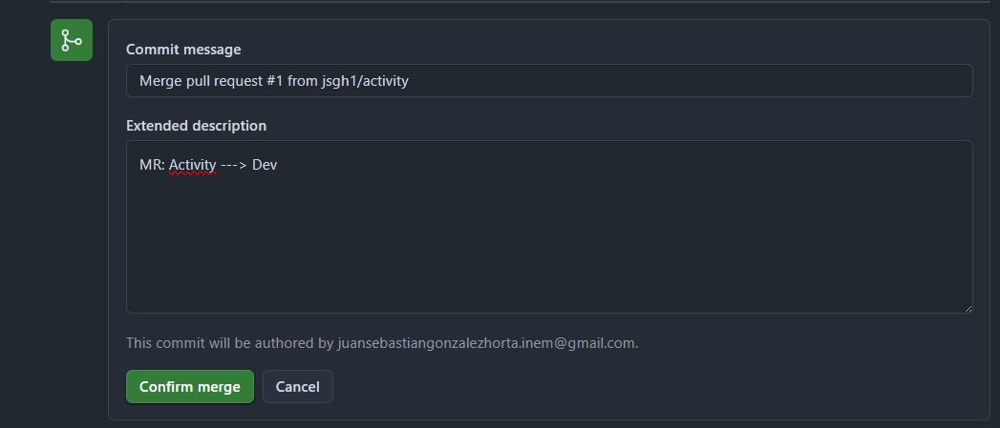 Commit message
Merge pull request #1 from jsgh1/activity
Extended description
MR: Activity ---> Dev
This commit will be authored by juansebastiangonzalezhorta.inem@gmail.com.
Confirm merge
Cancel